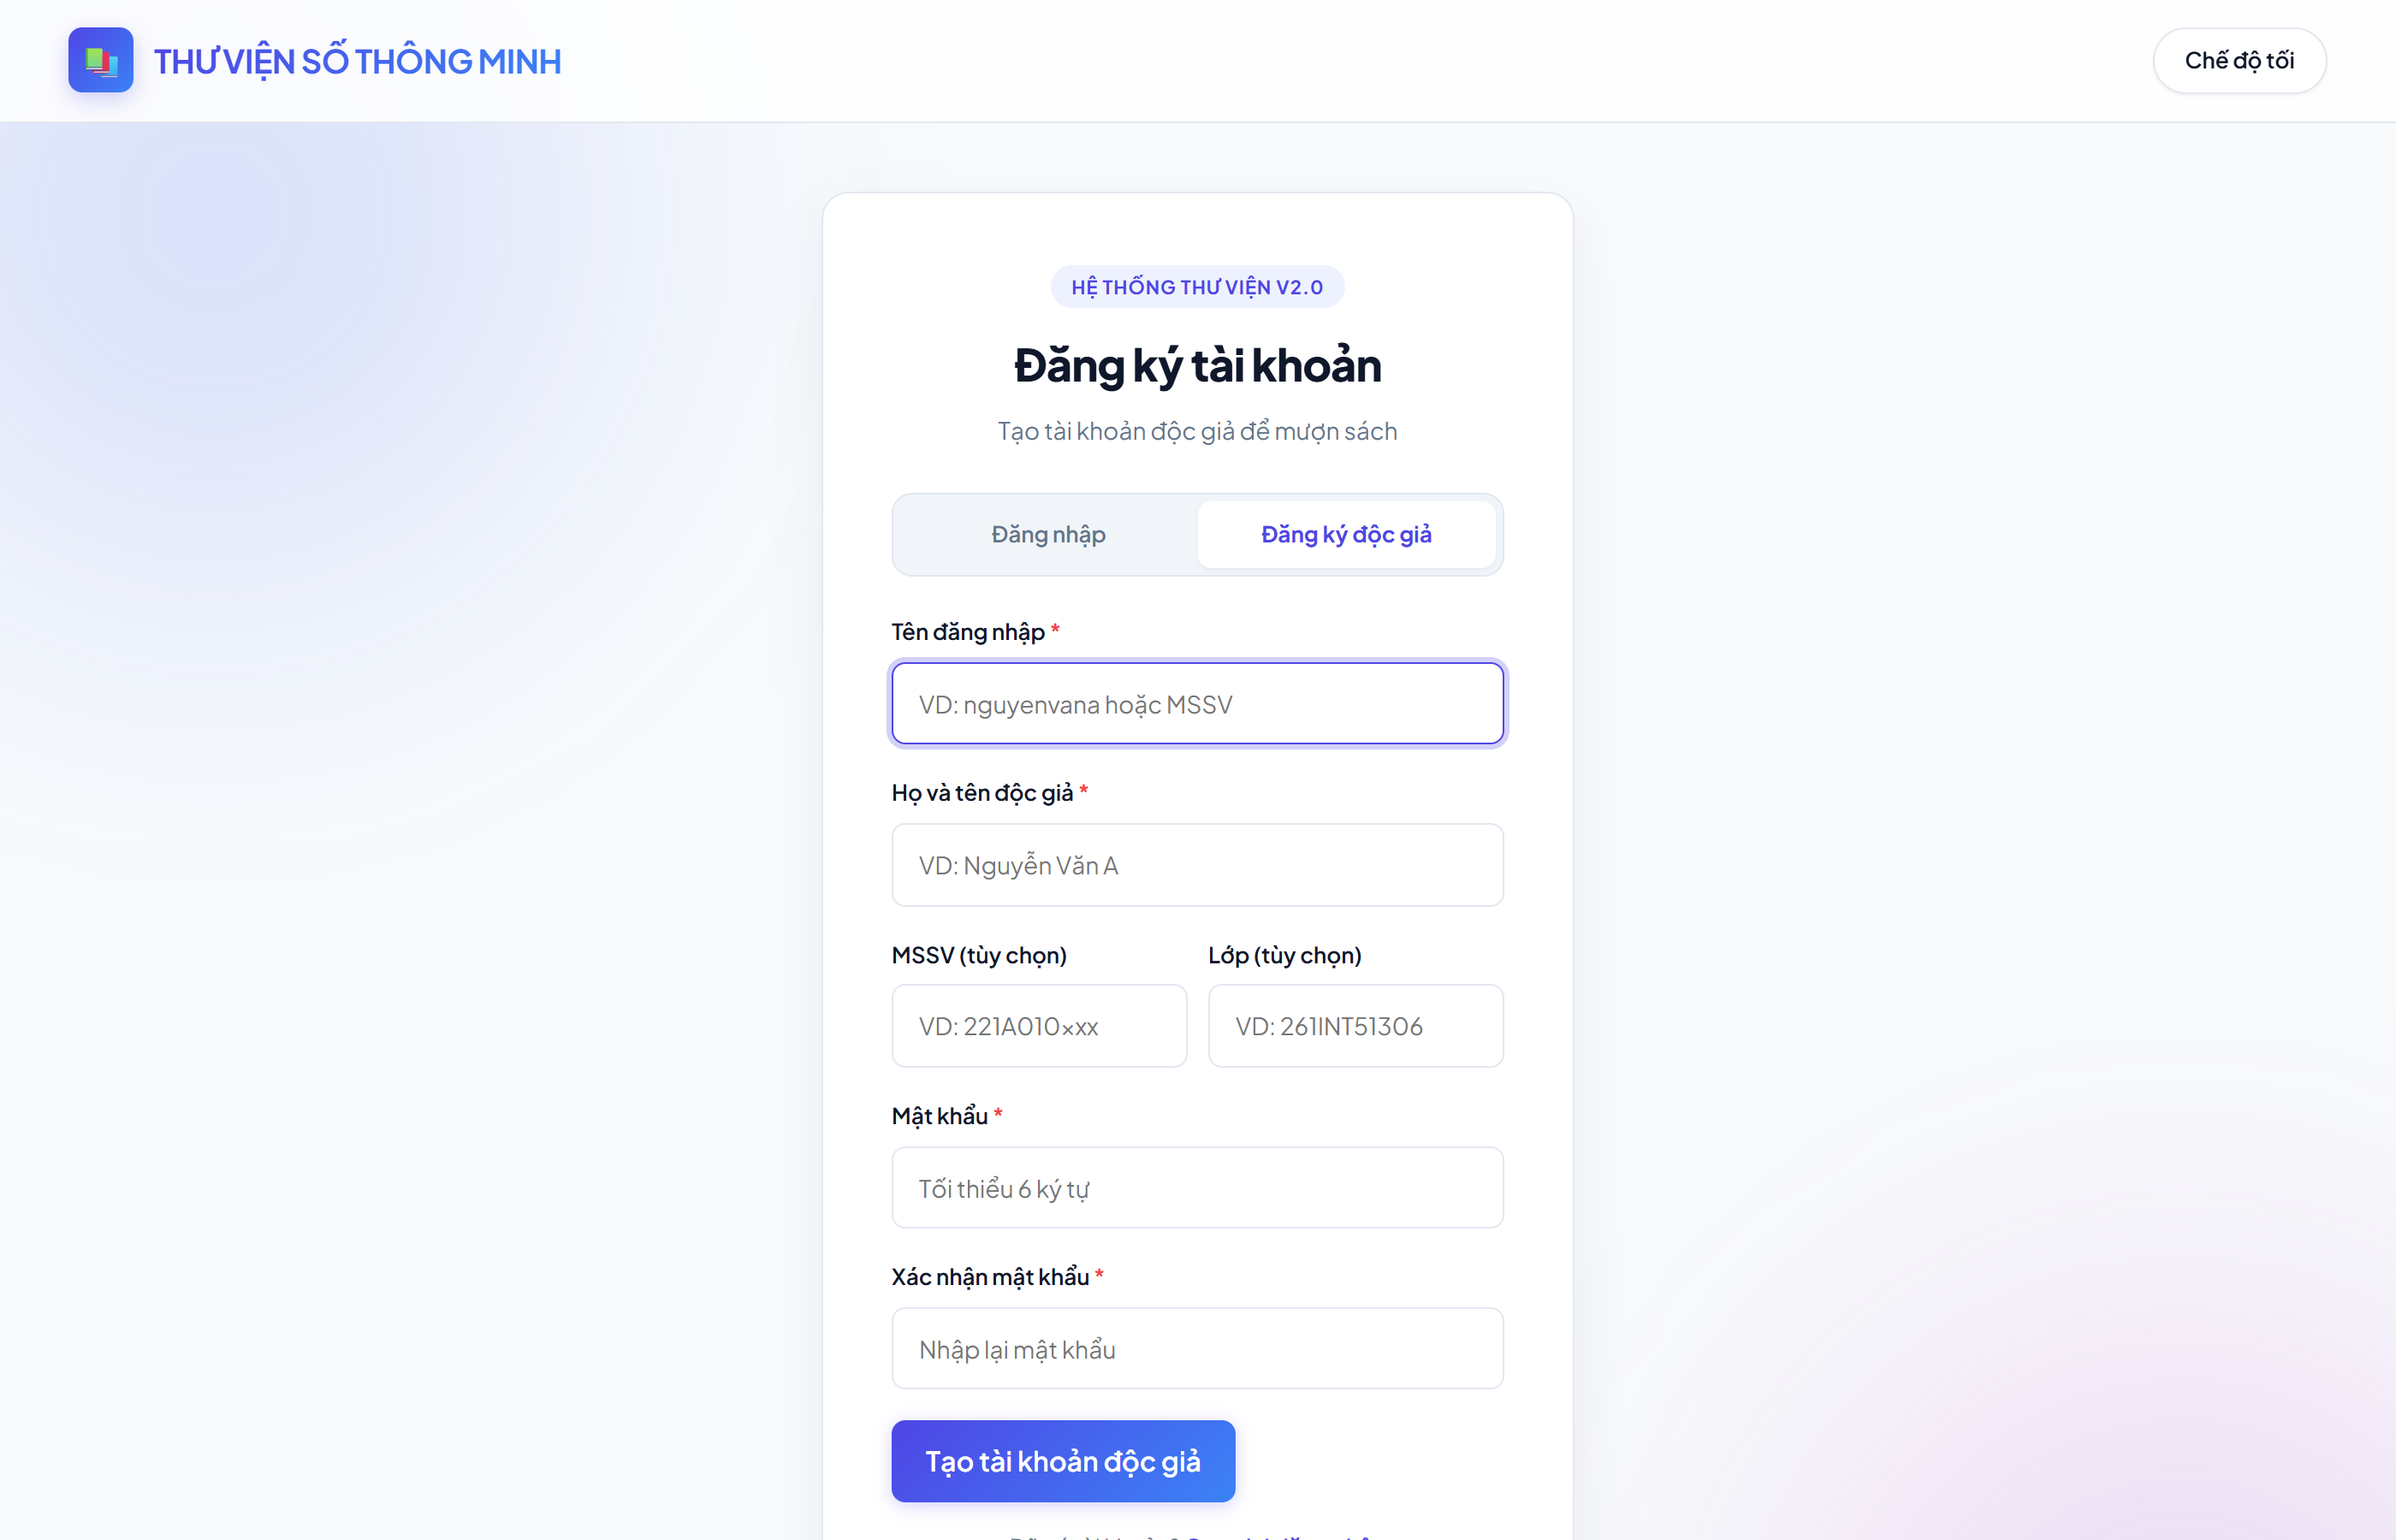 THƯ VIỆN SỐ THÔNG MINH
Chế độ tối
HỆ THỐNG THƯ VIỆN V2.0
Đăng ký tài khoản
Tạo tài khoản độc giả để mượn sách
Đăng nhập
Đăng ký độc giả
Tên đăng nhập *
VD: nguyenvana hoặc MSSV
Họ và tên độc giả *
VD: Nguyễn Văn A
MSSV (tùy chọn)
Lớp (tùy chọn)
VD: 221A010xxx
VD: 261INT51306
Mật khẩu *
Tối thiểu 6 ký tự
Xác nhận mật khẩu *
Nhập lại mật khẩu
Tạo tài khoản độc giả